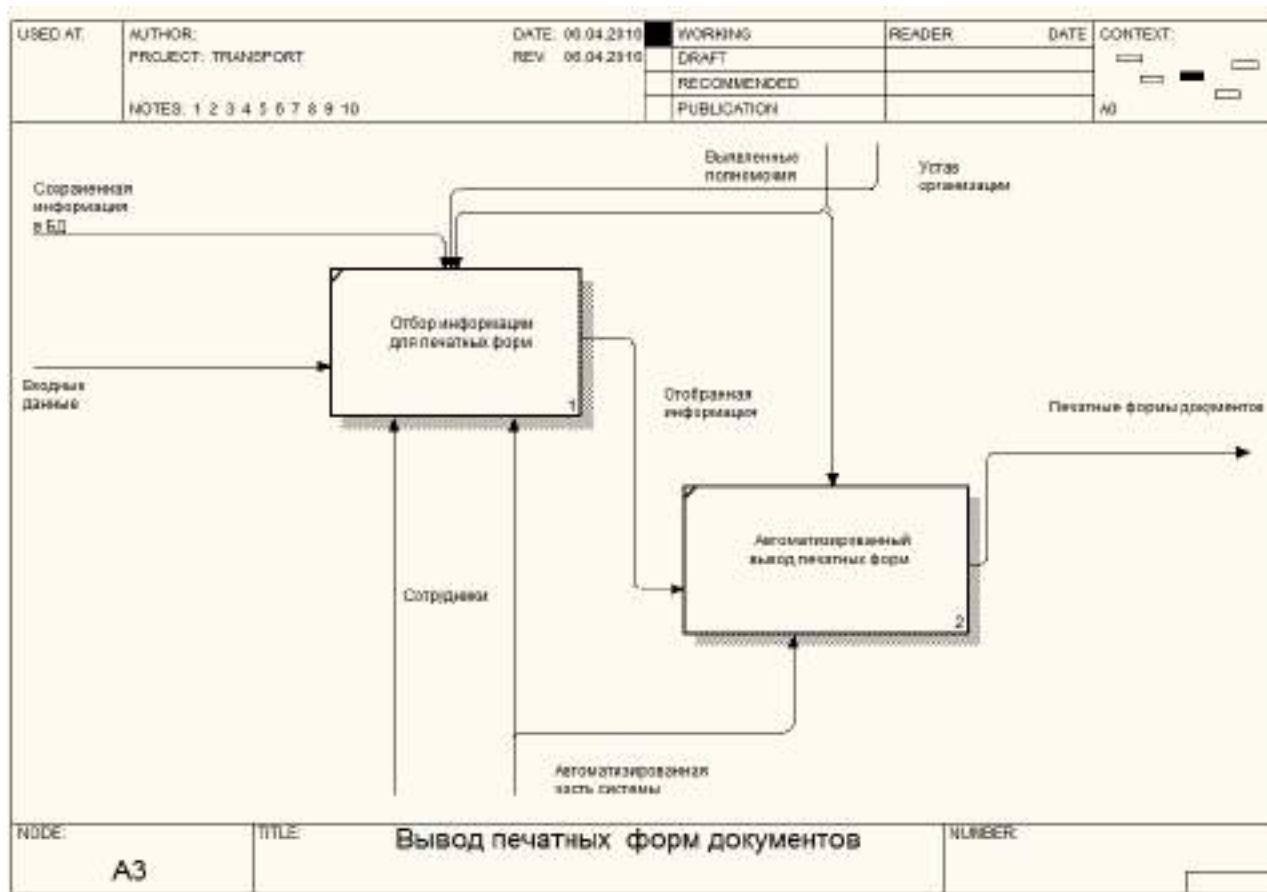 USED AT:
AUTHOR:
DATE: 06.04.2016
WORKING
READER
DATE
CONTEXT:
PROJECT: TRANSPORT
REV: 06.04.2016
DRAFT
RECOMMENDED
NOTES: 1 2 3 4 5 6 7 8 9 10
PUBLICATION
A0
Выявленные
полномочия
Устав
организации
Сохраненная
информация
в БД
Отбор информации
для печатных форм
1
Входные
данные
Отобранная
информация
Печатные формы документов
Автоматизированный
вывод печатных форм
2
Сотрудники
Автоматизированная
часть системы
NODE:
A3
TITLE:
Вывод печатных форм документов
NUMBER: